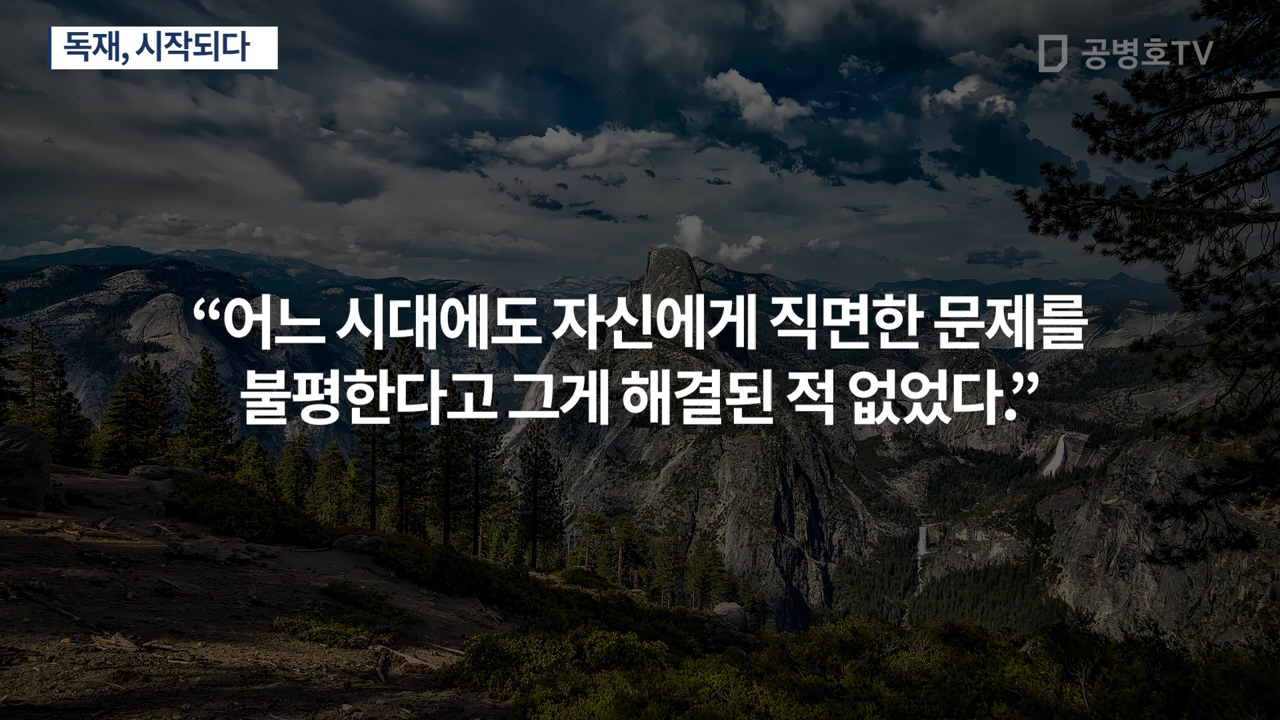 독재, 시작되다
공병호TV
“어느 시대에도 자신에게 직면한 문제를
불평한다고 그게 해결된 적 없었다.”